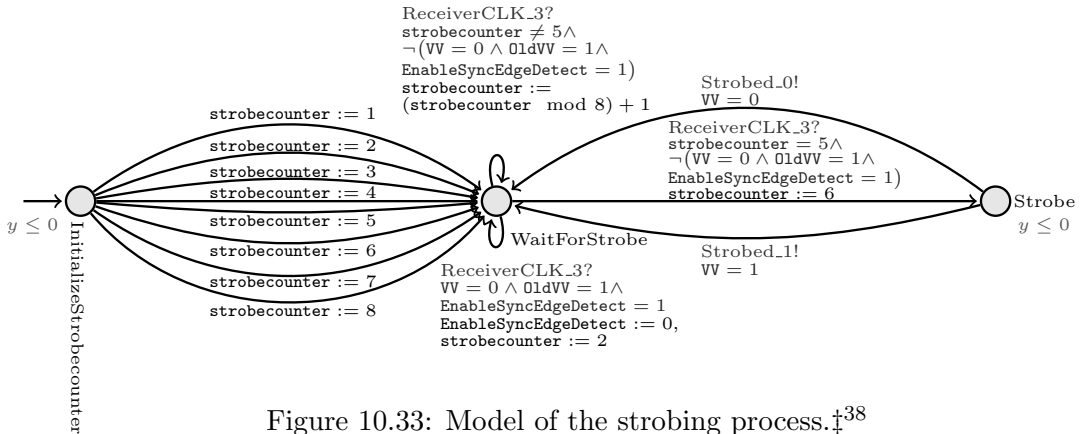 ReceiverCLK_3?
strobecounter ≠ 5∧
¬(VV = 0 ∧ OldVV = 1∧
EnableSyncEdgeDetect = 1)
strobecounter :=
(strobecounter mod 8) + 1
strobecounter := 1
strobecounter := 2
strobecounter := 3
strobecounter := 4
strobecounter := 5
strobecounter := 6
strobecounter := 7
strobecounter := 8
y ≤ 0
InitializeStrobecounter
WaitForStrobe
ReceiverCLK_3?
VV = 0 ∧ OldVV = 1∧
EnableSyncEdgeDetect = 1
EnableSyncEdgeDetect := 0,
strobecounter := 2
Strobed_0!
VV = 0
ReceiverCLK_3?
strobecounter = 5∧
¬(VV = 0 ∧ OldVV = 1∧
EnableSyncEdgeDetect = 1)
strobecounter := 6
Strobe
y ≤ 0
Strobed_1!
VV = 1
Figure 10.33: Model of the strobing process.‡38